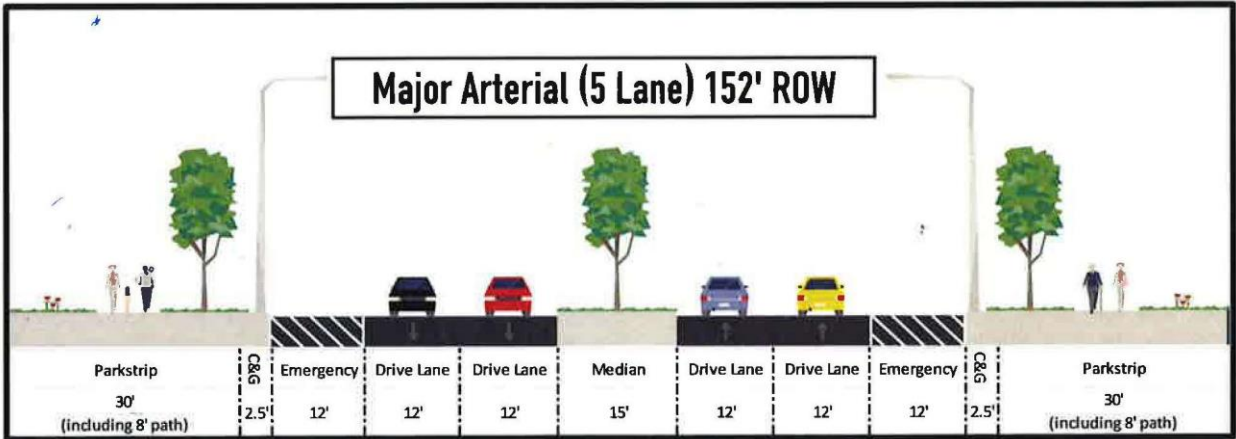 Major Arterial (5 Lane) 152' ROW
Parkstrip
30'
(including 8' path)
C&G
2.5'
Emergency
12'
Drive Lane
12'
Drive Lane
12'
Median
15'
Drive Lane
12'
Drive Lane
12'
Emergency
12'
C&G
2.5'
Parkstrip
30'
(including 8' path)